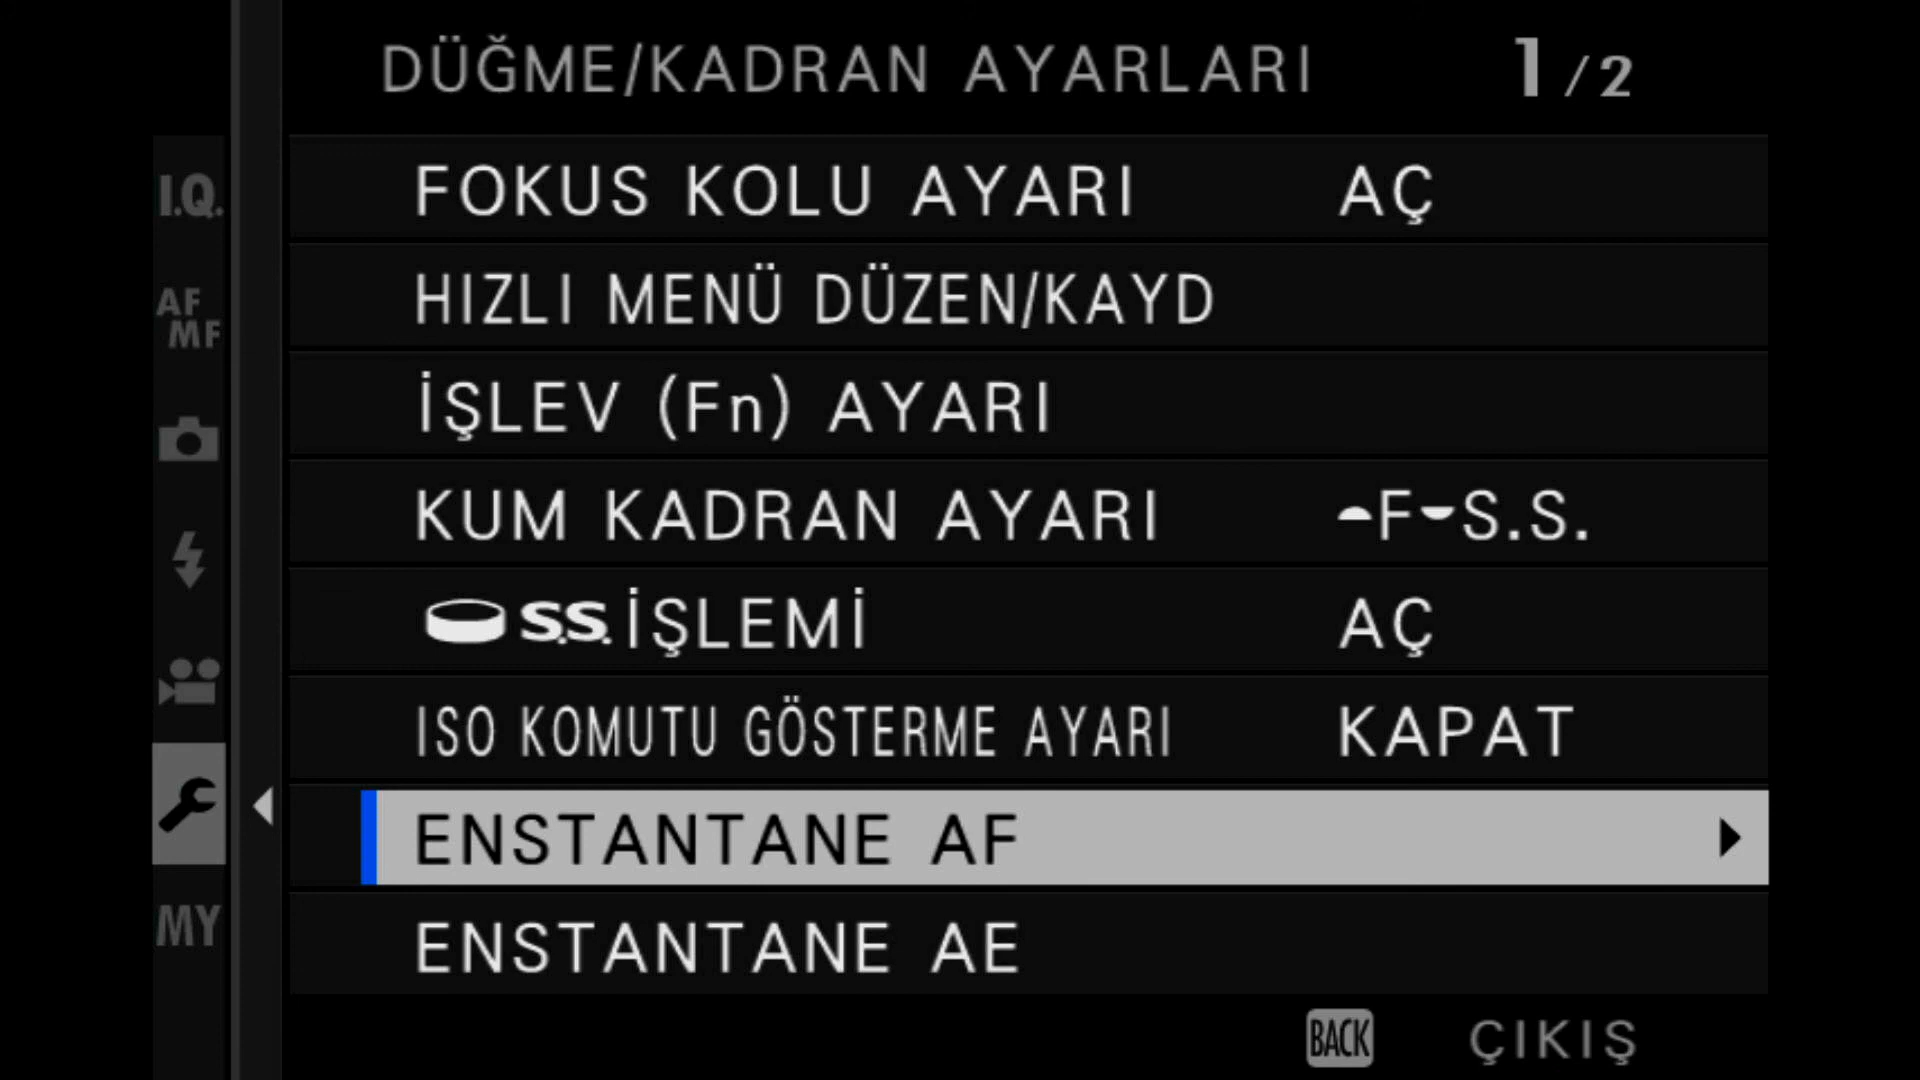 DÜĞME/KADRAN AYARLARI 1/2
I.Q.
FOKUS KOLU AYARI AÇ
AF
MF
HIZLI MENÜ DÜZEN/KAYD
İŞLEV (Fn) AYARI
KUM KADRAN AYARI F S.S.
S.S. İŞLEMİ AÇ
ISO KOMUTU GÖSTERME AYARI KAPAT
ENSTANTANE AF
MY
ENSTANTANE AE
BACK ÇIKIŞ